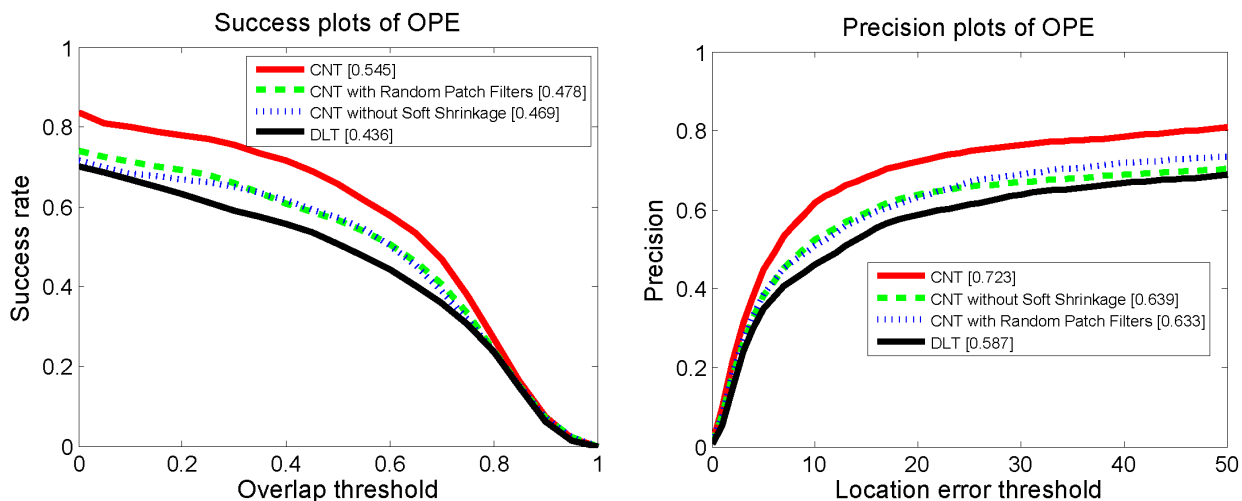 Success plots of OPE
1
0.8
0.6
0.4
0.2
0
0
0.2
0.4
0.6
0.8
1
Success rate
Overlap threshold
CNT [0.545]
CNT with Random Patch Filters [0.478]
CNT without Soft Shrinkage [0.469]
DLT [0.436]
Precision plots of OPE
1
0.8
0.6
0.4
0.2
0
0
10
20
30
40
50
Precision
Location error threshold
CNT [0.723]
CNT without Soft Shrinkage [0.639]
CNT with Random Patch Filters [0.633]
DLT [0.587]